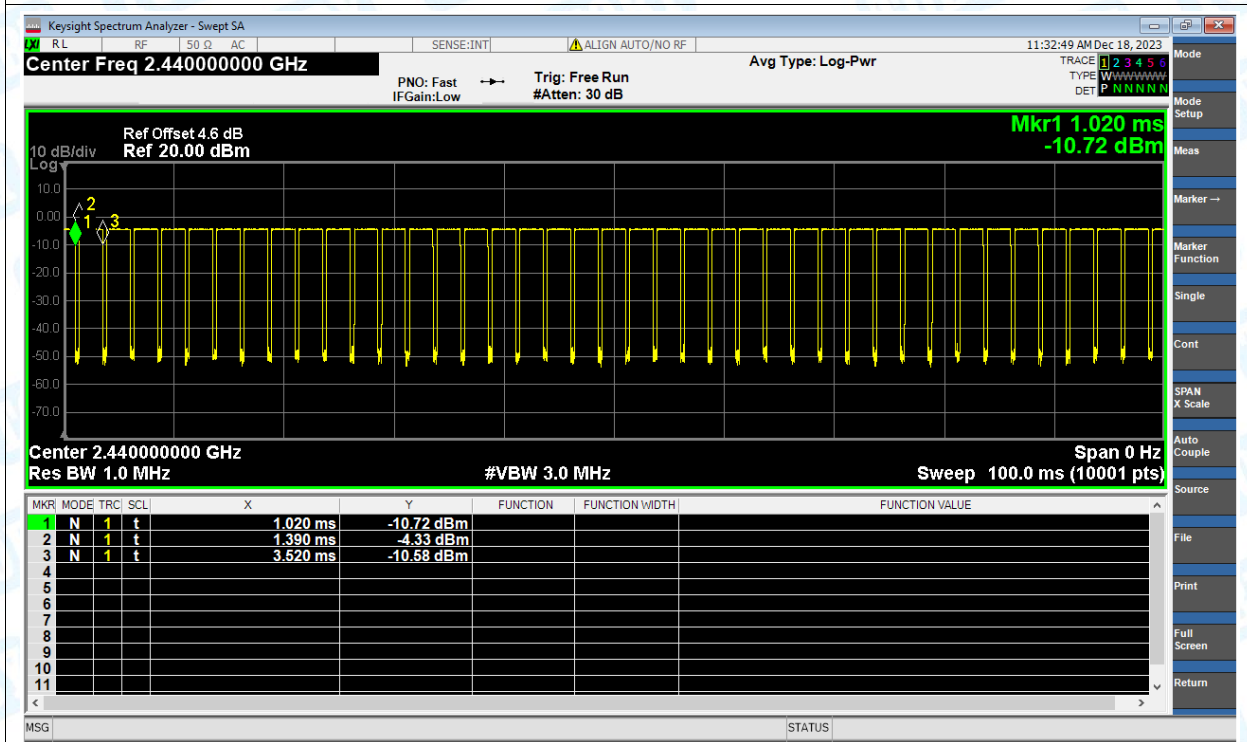 Keysight Spectrum Analyzer - Swept SA
LXI RL RF 50 Ω AC SENSE:INT ALIGN AUTO/NO RF 11:32:49 AM Dec 18, 2023
Center Freq 2.440000000 GHz
PNO: Fast
IFGain:Low
Trig: Free Run
#Atten: 30 dB
Avg Type: Log-Pwr
TRACE 1 2 3 4 5 6
TYPE WWWWWW
DET P N N N N N
Mkr1 1.020 ms
-10.72 dBm
Ref Offset 4.6 dB
10 dB/div Ref 20.00 dBm
Log
10.0
0.00
-10.0
-20.0
-30.0
-40.0
-50.0
-60.0
-70.0
2
1
3
Center 2.440000000 GHz Span 0 Hz
Res BW 1.0 MHz #VBW 3.0 MHz Sweep 100.0 ms (10001 pts)
MKR MODE TRC SCL X Y FUNCTION FUNCTION WIDTH FUNCTION VALUE
1 N 1 t 1.020 ms -10.72 dBm
2 N 1 t 1.390 ms -4.33 dBm
3 N 1 t 3.520 ms -10.58 dBm
4
5
6
7
8
9
10
11
MSG STATUS
Mode
Mode
Setup
Meas
Marker →
Marker
Function
Single
Cont
SPAN
X Scale
Auto
Couple
Source
File
Print
Full
Screen
Return